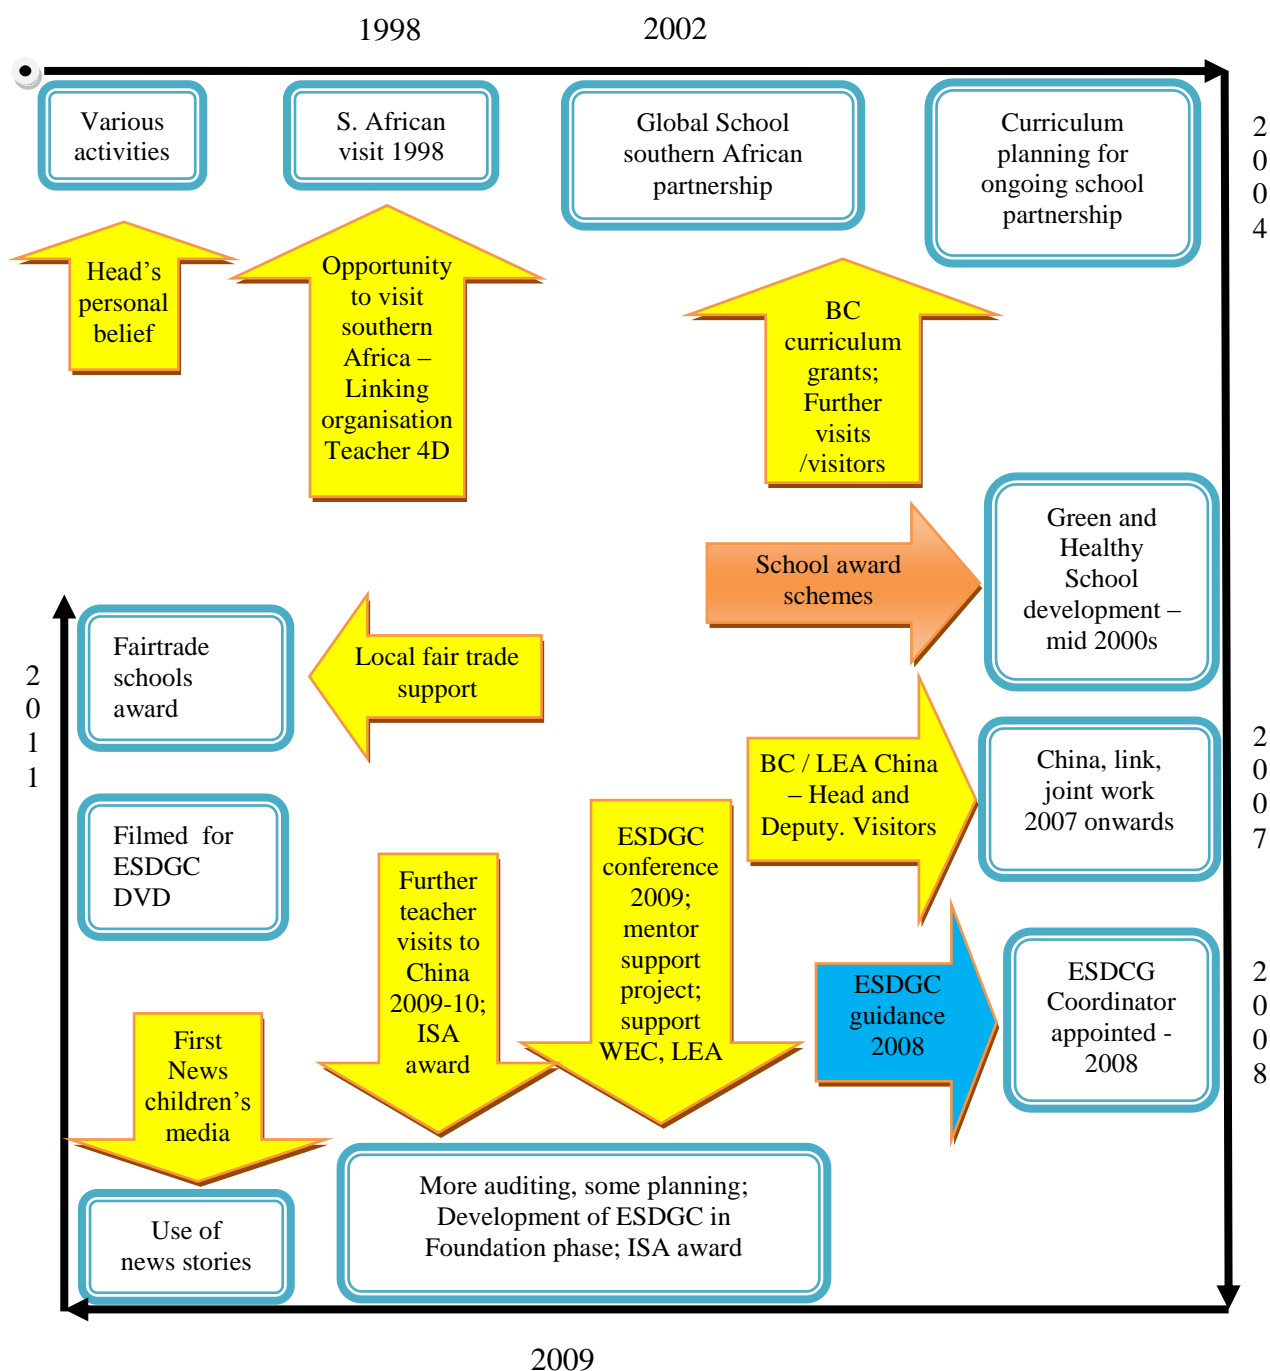 1998
2002
Various
activities
S. African
visit 1998
Global School
southern African
partnership
Curriculum
planning for
ongoing school
partnership
2
0
0
4
Head's
personal
belief
Opportunity
to visit
southern
Africa –
Linking
organisation
Teacher 4D
BC
curriculum
grants;
Further
visits
/visitors
School award
schemes
Green and
Healthy
School
development –
mid 2000s
Fairtrade
schools
award
Local fair trade
support
2
0
1
1
BC / LEA China
– Head and
Deputy. Visitors
China, link,
joint work
2007 onwards
2
0
0
7
Filmed for
ESDGC
DVD
Further
teacher
visits to
China
2009-10;
ISA
award
ESDGC
conference
2009;
mentor
support
project;
support
WEC, LEA
ESDGC
guidance
2008
ESDCG
Coordinator
appointed -
2008
2
0
0
8
First
News
children's
media
Use of
news stories
More auditing, some planning;
Development of ESDGC in
Foundation phase; ISA award
2009